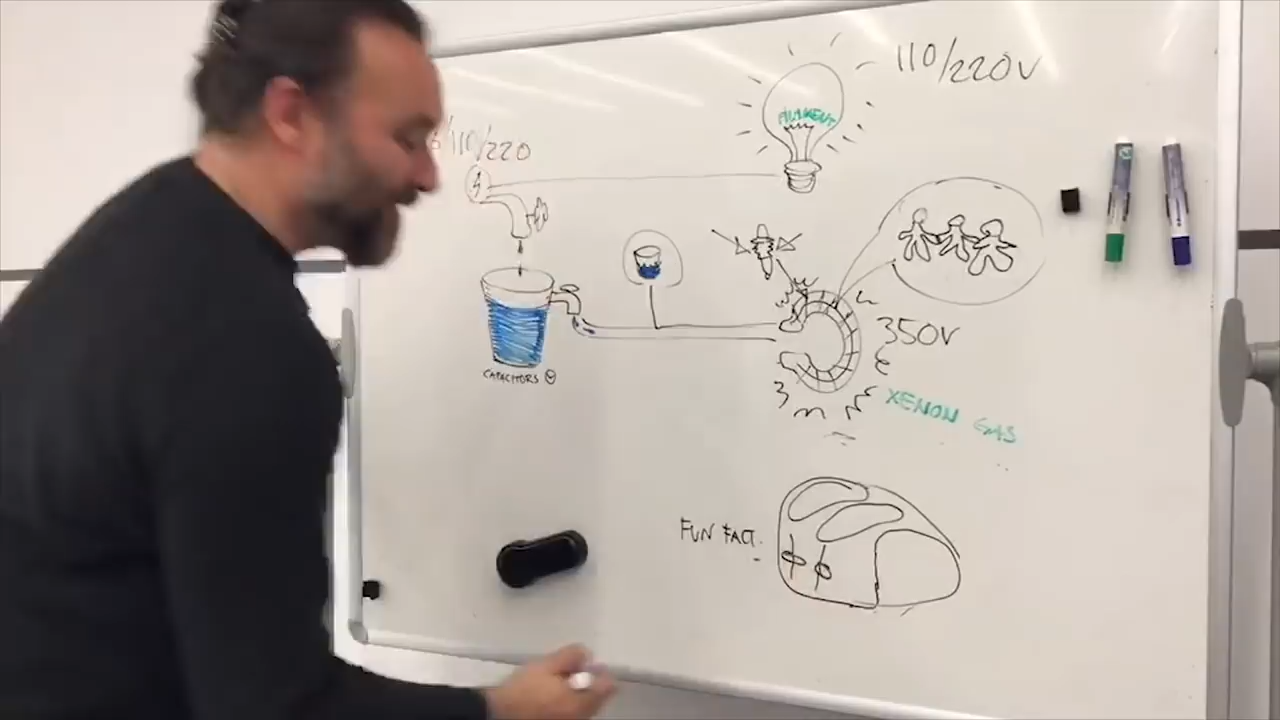 110/220V
FILAMENT
/110/220
350V
CAPACITORS
XENON GAS
FUN FACT.